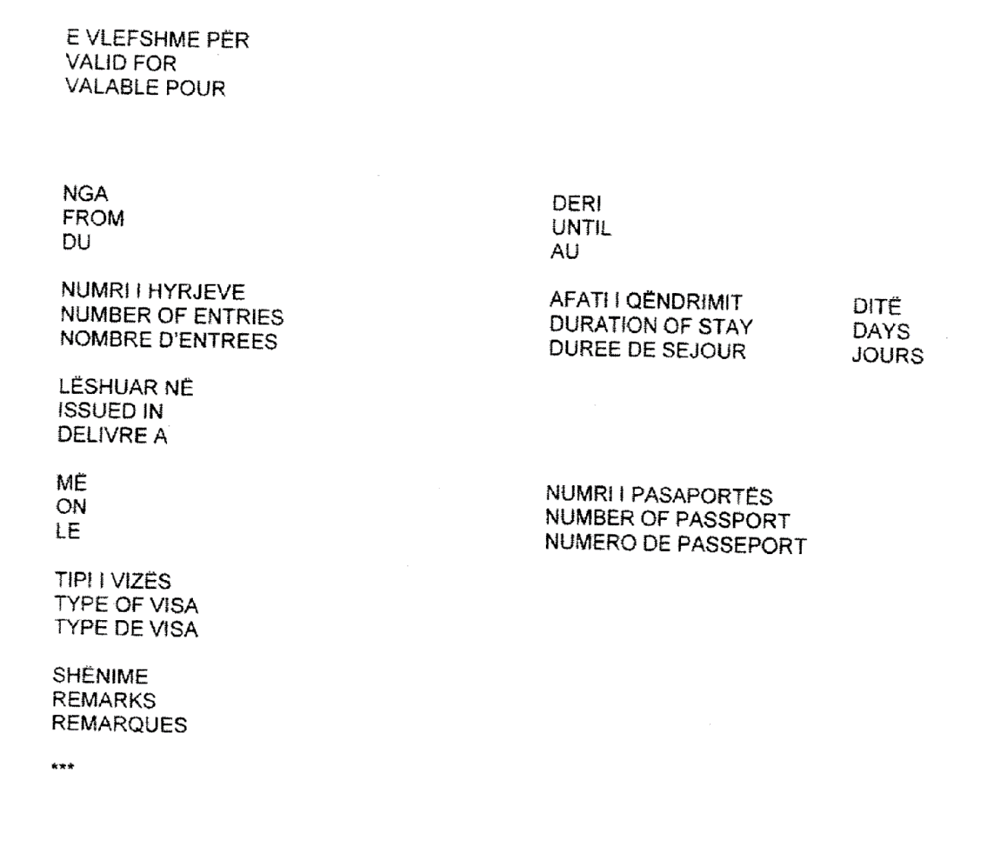 E VLEFSHME PËR
VALID FOR
VALABLE POUR
NGA
FROM
DU
DERI
UNTIL
AU
NUMRI I HYRJEVE
NUMBER OF ENTRIES
NOMBRE D'ENTREES
AFATI I QËNDRIMIT
DURATION OF STAY
DUREE DE SEJOUR
DITË
DAYS
JOURS
LËSHUAR NË
ISSUED IN
DELIVRE A
MË
ON
LE
NUMRI I PASAPORTËS
NUMBER OF PASSPORT
NUMERO DE PASSEPORT
TIPI I VIZËS
TYPE OF VISA
TYPE DE VISA
SHËNIME
REMARKS
REMARQUES
***